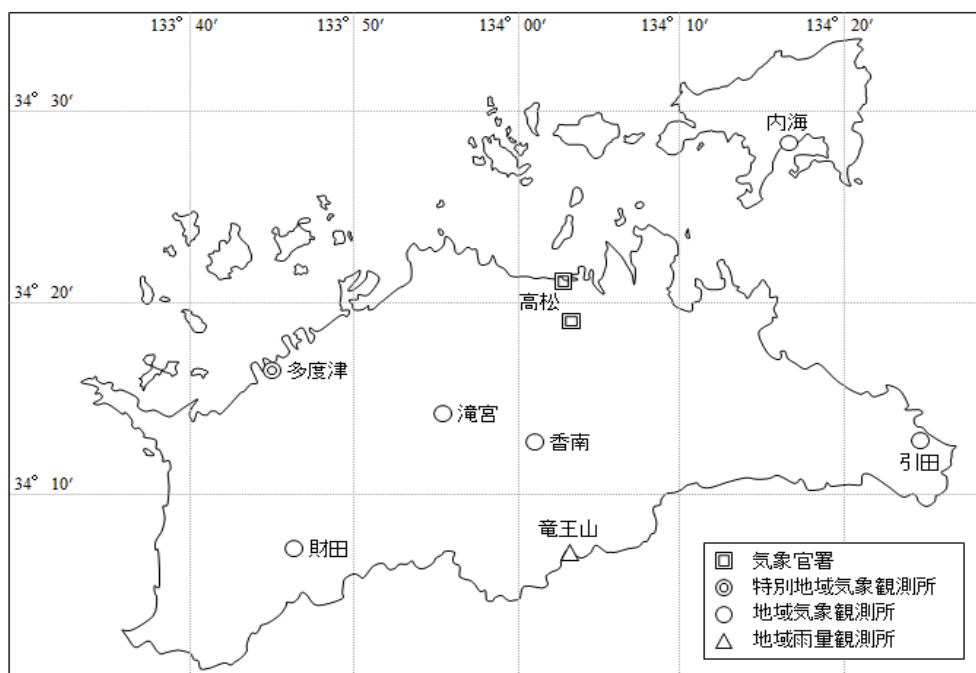 133° 40′
133° 50′
134° 00′
134° 10′
134° 20′
34° 30′
内海
34° 20′
高松
多度津
滝宮
香南
引田
34° 10′
竜王山
財田
気象官署
特別地域気象観測所
地域気象観測所
地域雨量観測所